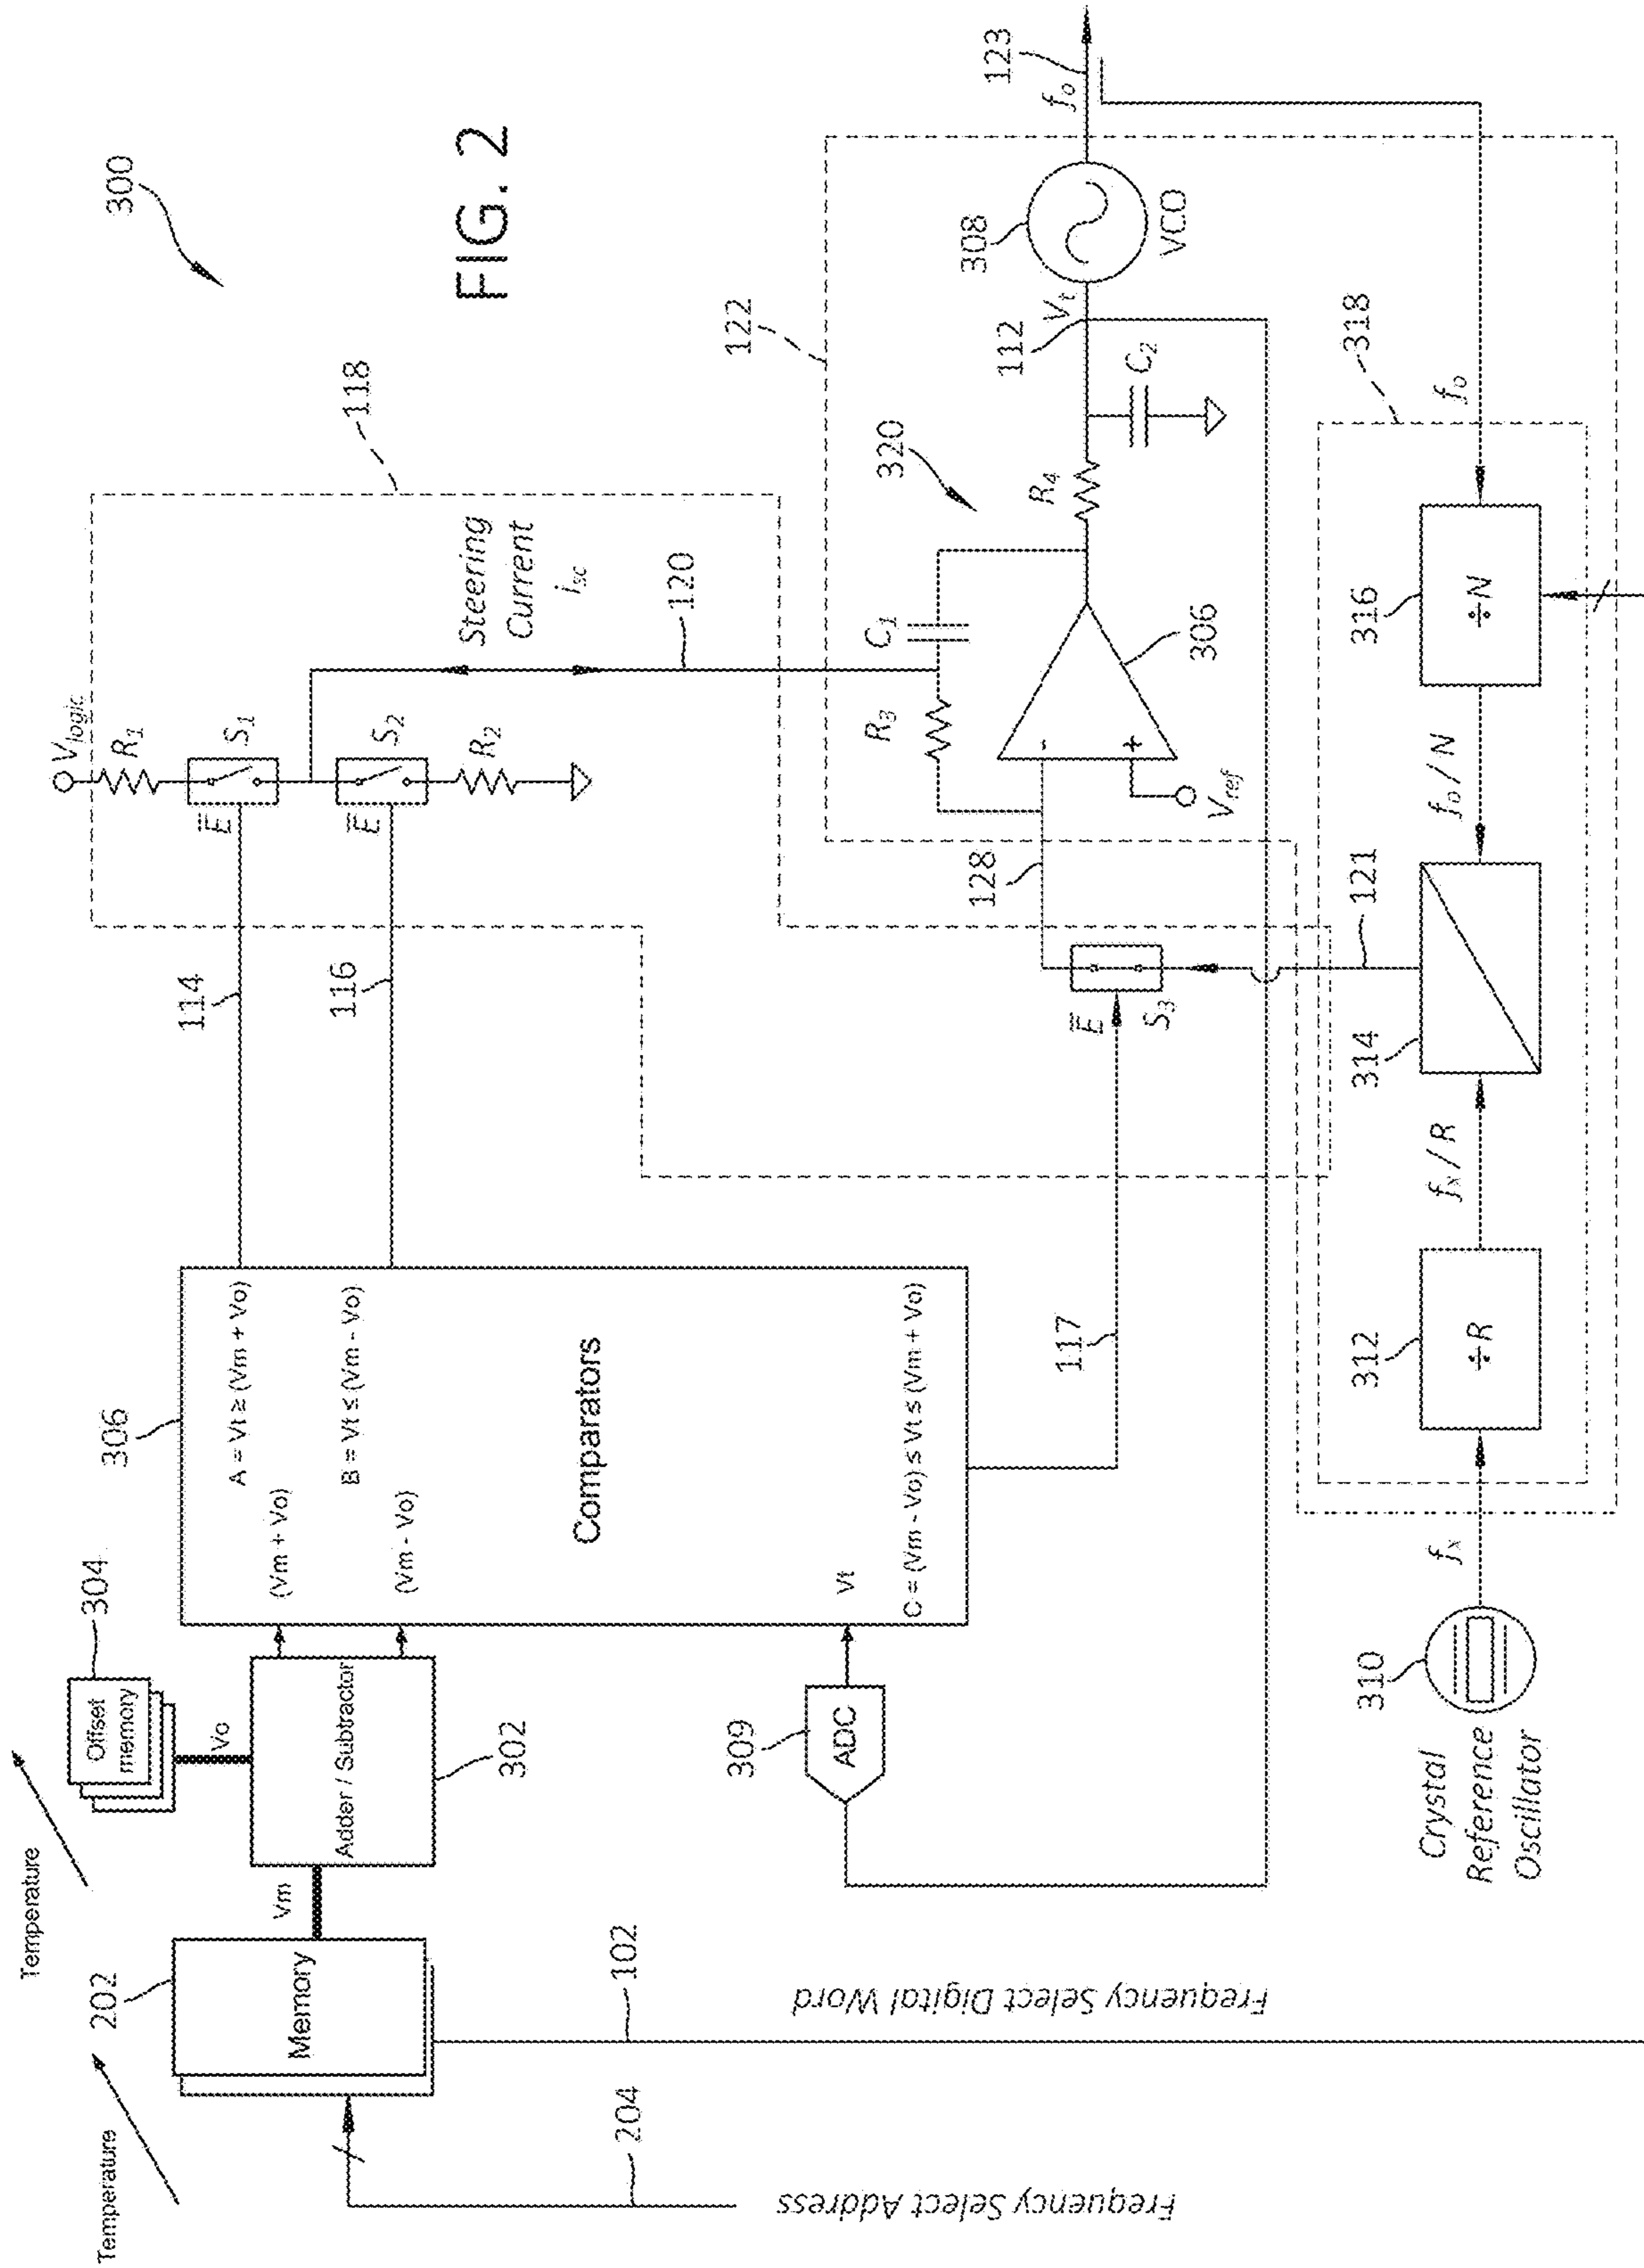 300
FIG. 2
Temperature
Temperature
202
Memory
Vm
304
Offset
memory
Vo
Adder / Subtractor
302
306
A = Vt ≥ (Vm + Vo)
(Vm + Vo)
B = Vt ≤ (Vm - Vo)
(Vm - Vo)
Comparators
Vt
C = (Vm - Vo) ≤ Vt ≤ (Vm + Vo)
309
ADC
114
116
117
118
Vlogic
R1
E
S1
E
S2
R2
Steering
Current
isc
120
122
128
E
S3
R3
C1
320
-
+
Vref
306
R4
C2
112
Vt
308
VCO
fo
123
204
Frequency Select Address
102
Frequency Select Digital Word
310
Crystal
Reference
Oscillator
fx
312
÷R
fx / R
314
121
fo / N
316
÷N
318
fo